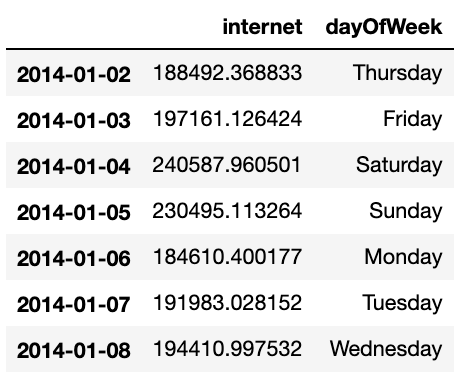 internet dayOfWeek
2014-01-02 188492.368833 Thursday
2014-01-03 197161.126424 Friday
2014-01-04 240587.960501 Saturday
2014-01-05 230495.113264 Sunday
2014-01-06 184610.400177 Monday
2014-01-07 191983.028152 Tuesday
2014-01-08 194410.997532 Wednesday